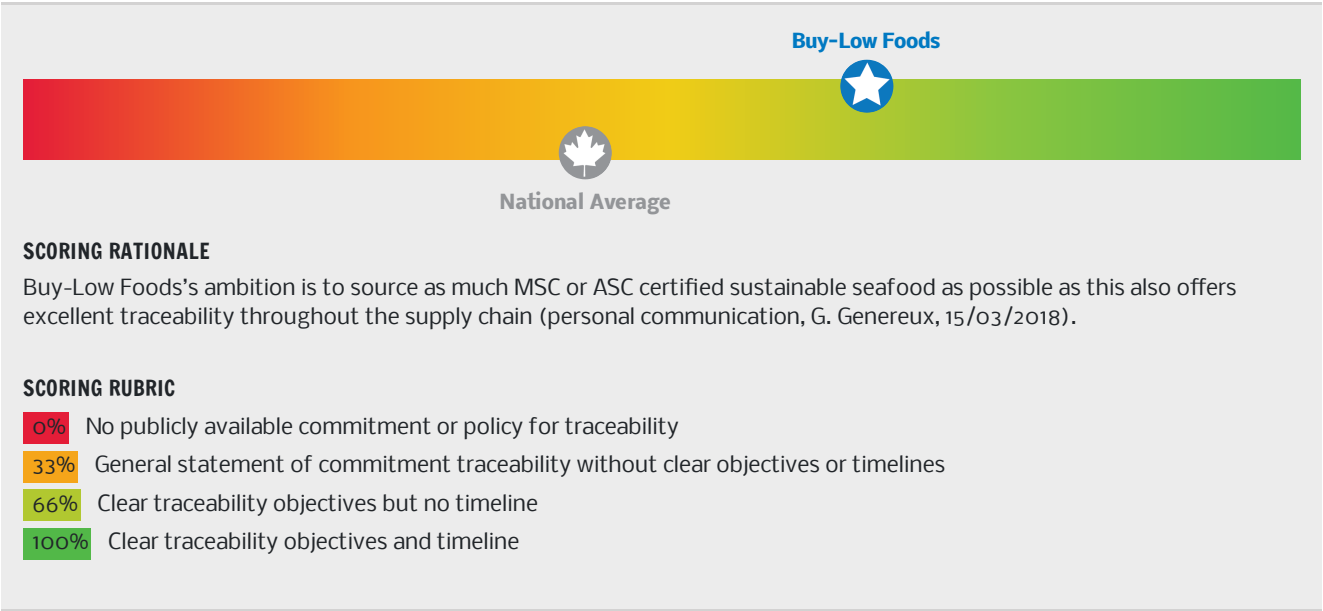 Buy-Low Foods
National Average
SCORING RATIONALE
Buy-Low Foods's ambition is to source as much MSC or ASC certified sustainable seafood as possible as this also offers
excellent traceability throughout the supply chain (personal communication, G. Genereux, 15/03/2018).
SCORING RUBRIC
0% No publicly available commitment or policy for traceability
33% General statement of commitment traceability without clear objectives or timelines
66% Clear traceability objectives but no timeline
100% Clear traceability objectives and timeline